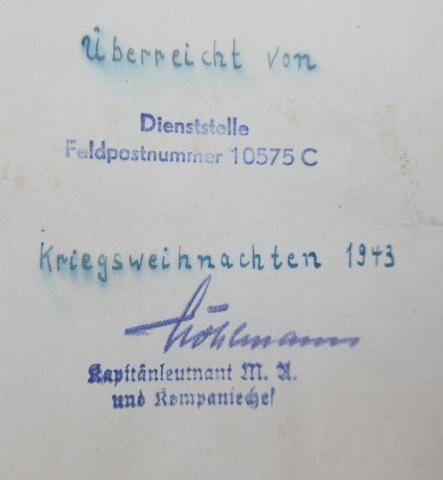 Überreicht von
Dienststelle
Feldpostnummer 10575 C
Kriegsweihnachten 1943
Kapitänleutnant M. A.
und Kompaniechef